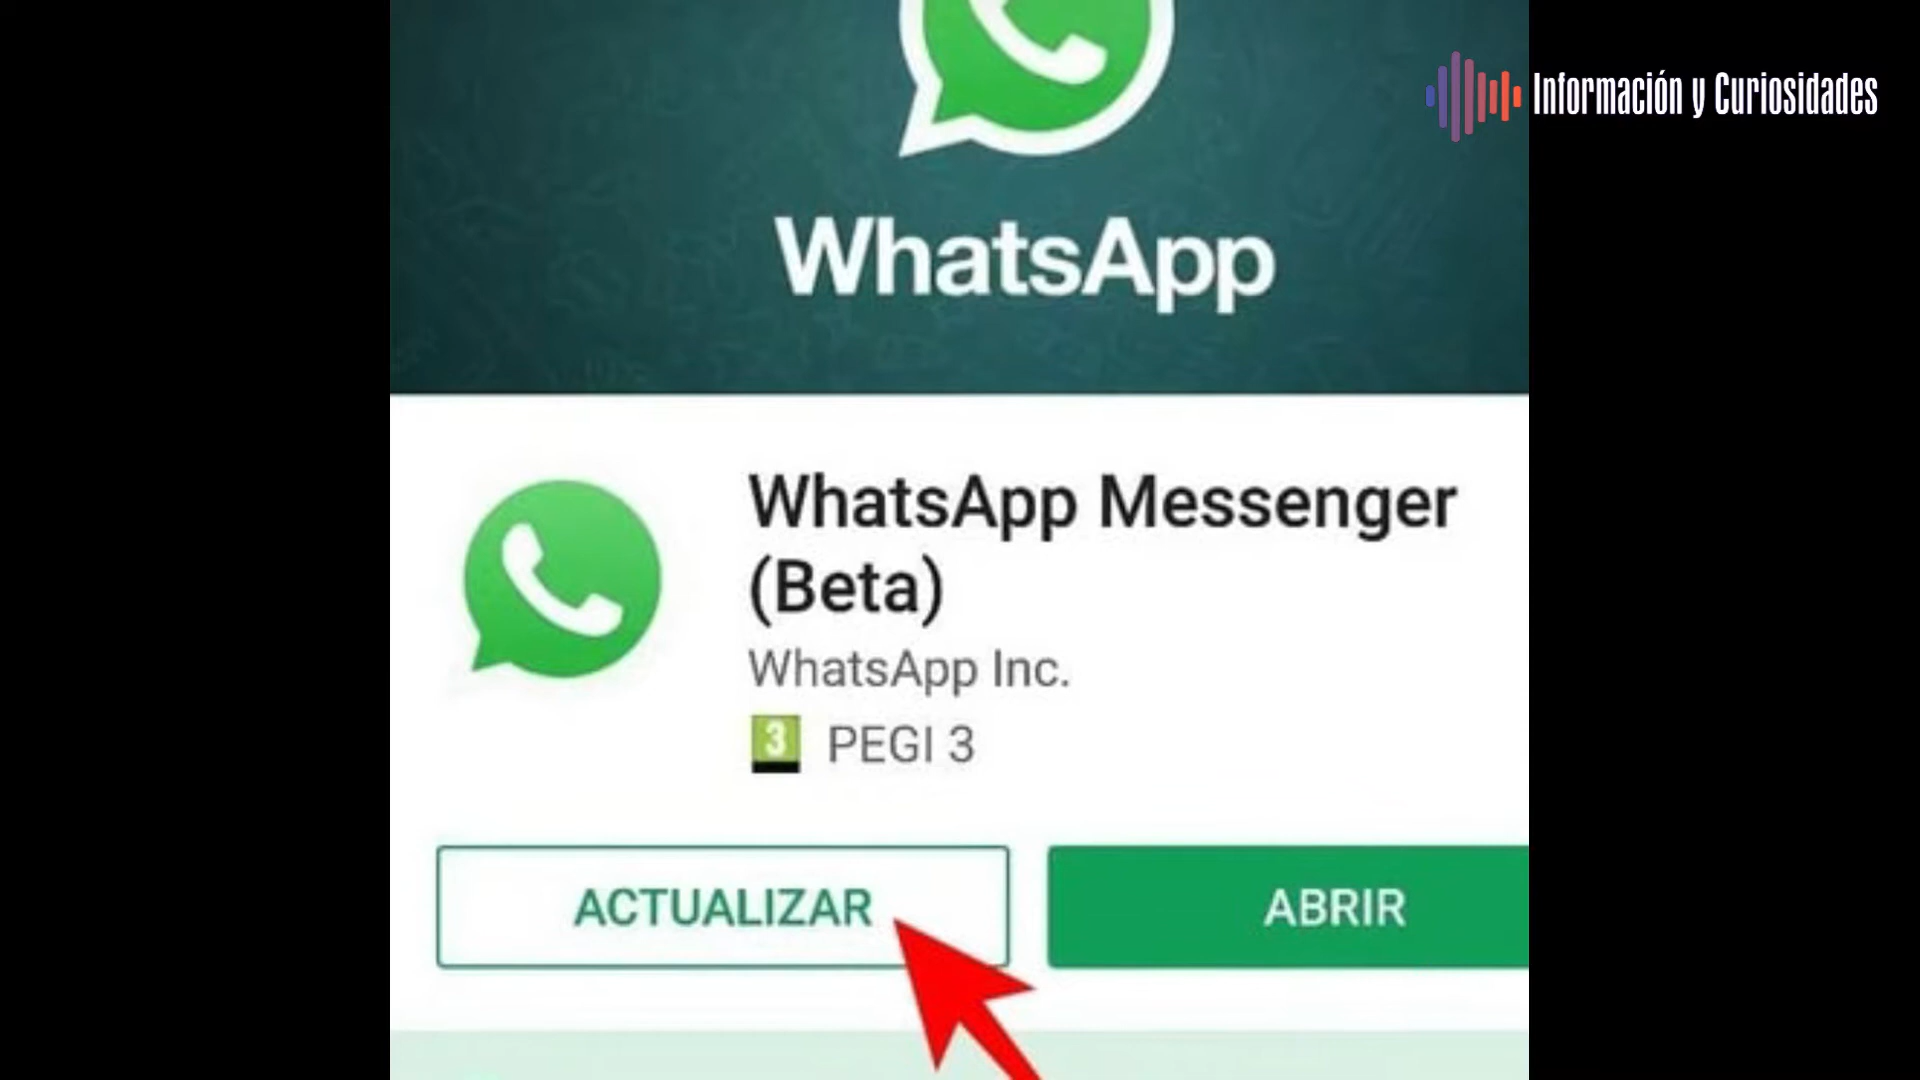 Información y Curiosidades
WhatsApp
WhatsApp Messenger
(Beta)
WhatsApp Inc.
3 PEGI 3
ACTUALIZAR
ABRIR